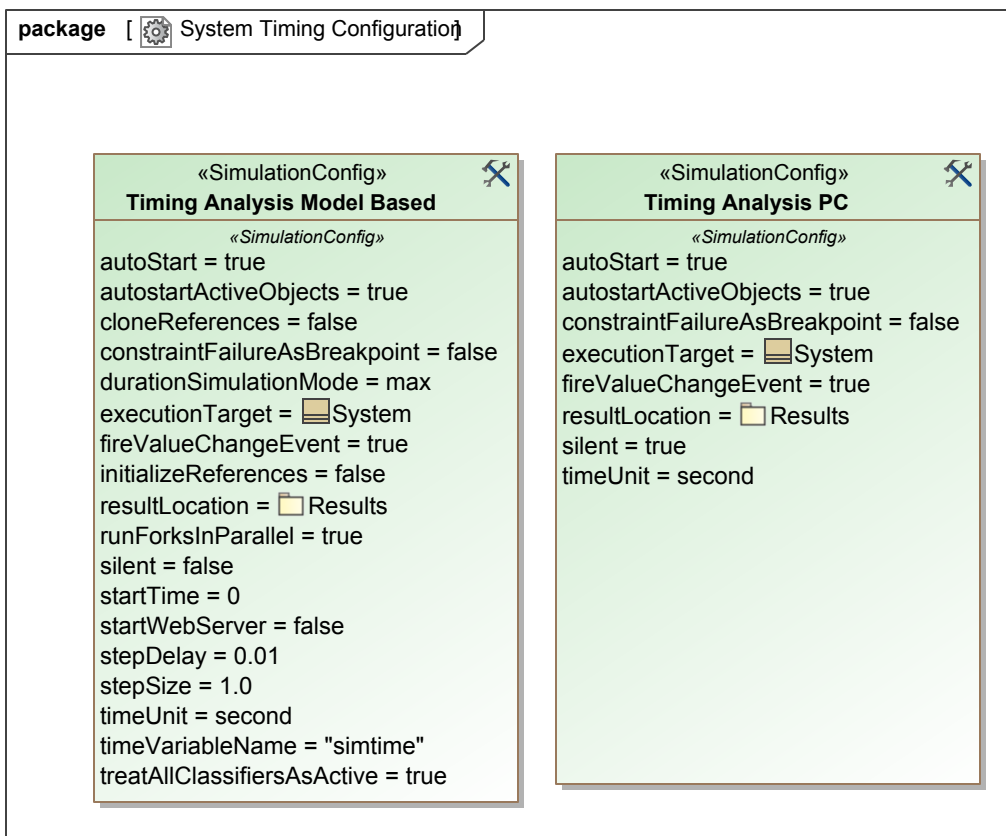 package [ System Timing Configuration]
«SimulationConfig»
Timing Analysis Model Based
«SimulationConfig»
autoStart = true
autostartActiveObjects = true
cloneReferences = false
constraintFailureAsBreakpoint = false
durationSimulationMode = max
executionTarget = System
fireValueChangeEvent = true
initializeReferences = false
resultLocation = Results
runForksInParallel = true
silent = false
startTime = 0
startWebServer = false
stepDelay = 0.01
stepSize = 1.0
timeUnit = second
timeVariableName = "simtime"
treatAllClassifiersAsActive = true
«SimulationConfig»
Timing Analysis PC
«SimulationConfig»
autoStart = true
autostartActiveObjects = true
constraintFailureAsBreakpoint = false
executionTarget = System
fireValueChangeEvent = true
resultLocation = Results
silent = true
timeUnit = second